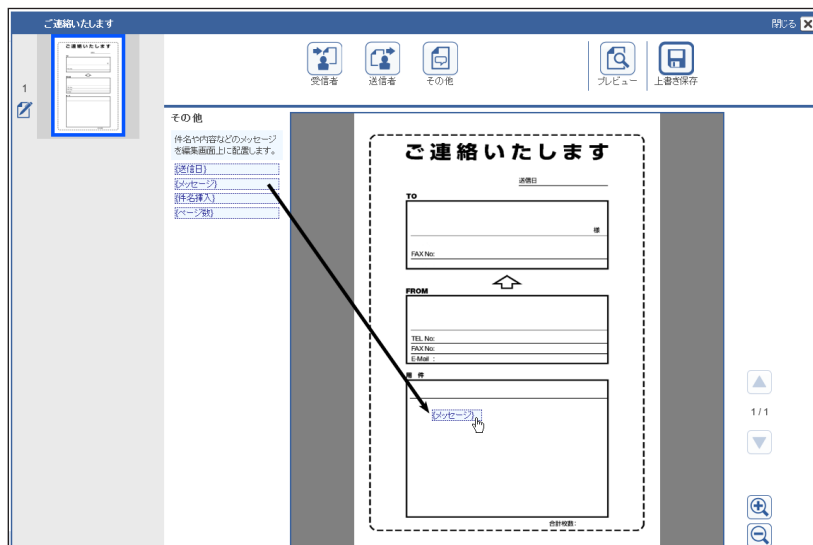 ご連絡いたします
閉じる
1
受信者
送信者
その他
プレビュー
上書き保存
その他
件名や内容などのメッセージ
を編集画面上に配置します。
{送信日}
{メッセージ}
{件名挿入}
{ページ数}
ご連絡いたします
送信日
TO
様
FAX No:
FROM
TEL No:
FAX No:
E-Mail :
用 件
{メッセージ}
合計枚数:
1/1